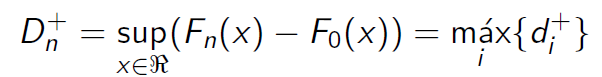 D_n^+ = sup_{x∈ℜ}(F_n(x) − F_0(x)) = máx_i{d_i^+}